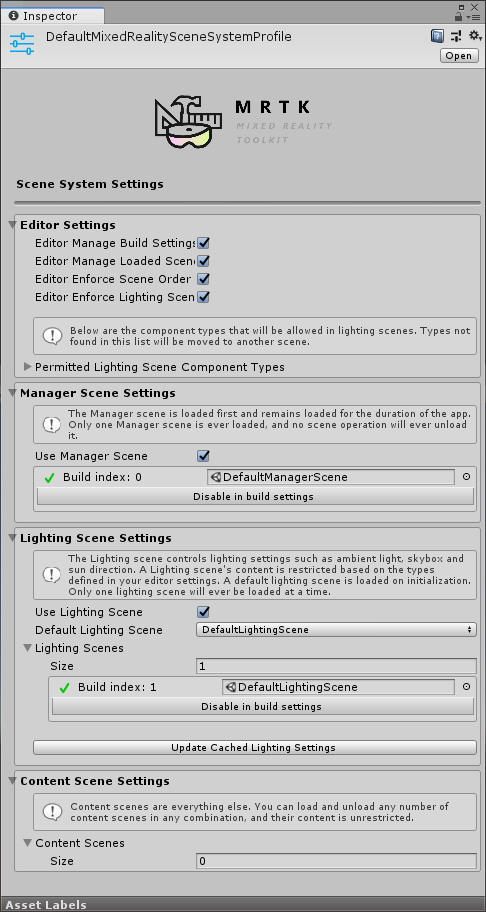 Inspector
DefaultMixedRealitySceneSystemProfile
Open
MRTK
MIXED REALITY
TOOLKIT
Scene System Settings
Editor Settings
Editor Manage Build Settings
Editor Manage Loaded Scen
Editor Enforce Scene Order
Editor Enforce Lighting Scen
Below are the component types that will be allowed in lighting scenes. Types not
found in this list will be moved to another scene.
Permitted Lighting Scene Component Types
Manager Scene Settings
The Manager scene is loaded first and remains loaded for the duration of the app.
Only one Manager scene is ever loaded, and no scene operation will ever unload
it.
Use Manager Scene
Build index: 0 DefaultManagerScene
Disable in build settings
Lighting Scene Settings
The Lighting scene controls lighting settings such as ambient light, skybox and
sun direction. A Lighting scene's content is restricted based on the types
defined in your editor settings. A default lighting scene is loaded on initialization.
Only one lighting scene will ever be loaded at a time.
Use Lighting Scene
Default Lighting Scene DefaultLightingScene
Lighting Scenes
Size 1
Build index: 1 DefaultLightingScene
Disable in build settings
Update Cached Lighting Settings
Content Scene Settings
Content scenes are everything else. You can load and unload any number of
content scenes in any combination, and their content is unrestricted.
Content Scenes
Size 0
Asset Labels